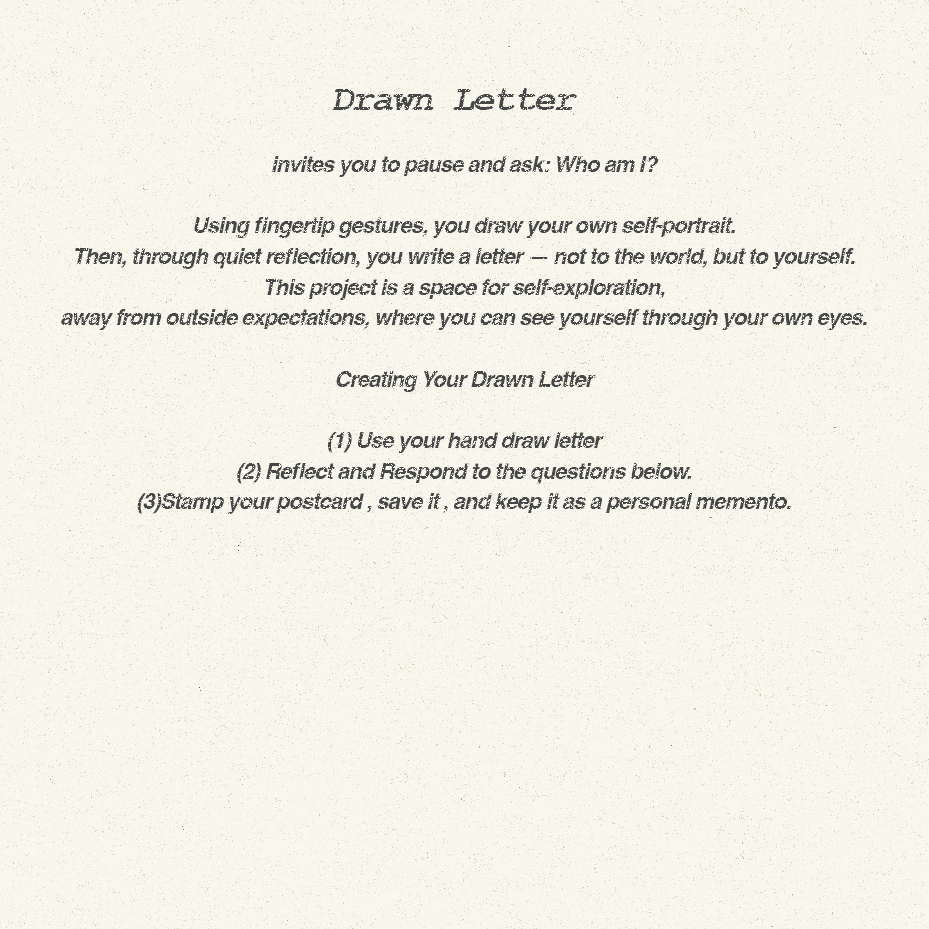 Drawn Letter
invites you to pause and ask: Who am I?
Using fingertip gestures, you draw your own self-portrait.
Then, through quiet reflection, you write a letter — not to the world, but to yourself.
This project is a space for self-exploration,
away from outside expectations, where you can see yourself through your own eyes.
Creating Your Drawn Letter
(1) Use your hand draw letter
(2) Reflect and Respond to the questions below.
(3)Stamp your postcard , save it , and keep it as a personal memento.